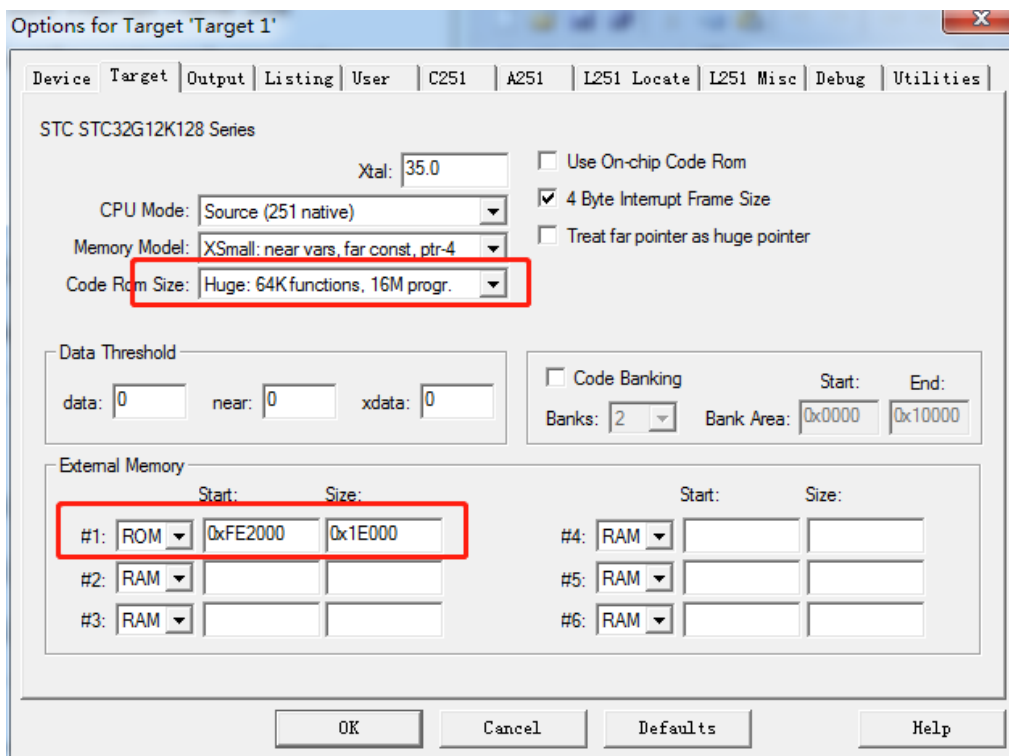 Options for Target 'Target 1'
Device Target Output Listing User C251 A251 L251 Locate L251 Misc Debug Utilities
STC STC32G12K128 Series
Xtal: 35.0
Use On-chip Code Rom
CPU Mode: Source (251 native)
4 Byte Interrupt Frame Size
Memory Model: XSmall: near vars, far const, ptr-4
Treat far pointer as huge pointer
Code Rom Size: Huge: 64K functions, 16M progr.
Data Threshold
data: 0 near: 0 xdata: 0
Code Banking Start: End:
Banks: 2 Bank Area: 0x0000 0x10000
External Memory
Start: Size: Start: Size:
#1: ROM 0xFE2000 0x1E000 #4: RAM
#2: RAM #5: RAM
#3: RAM #6: RAM
OK Cancel Defaults Help